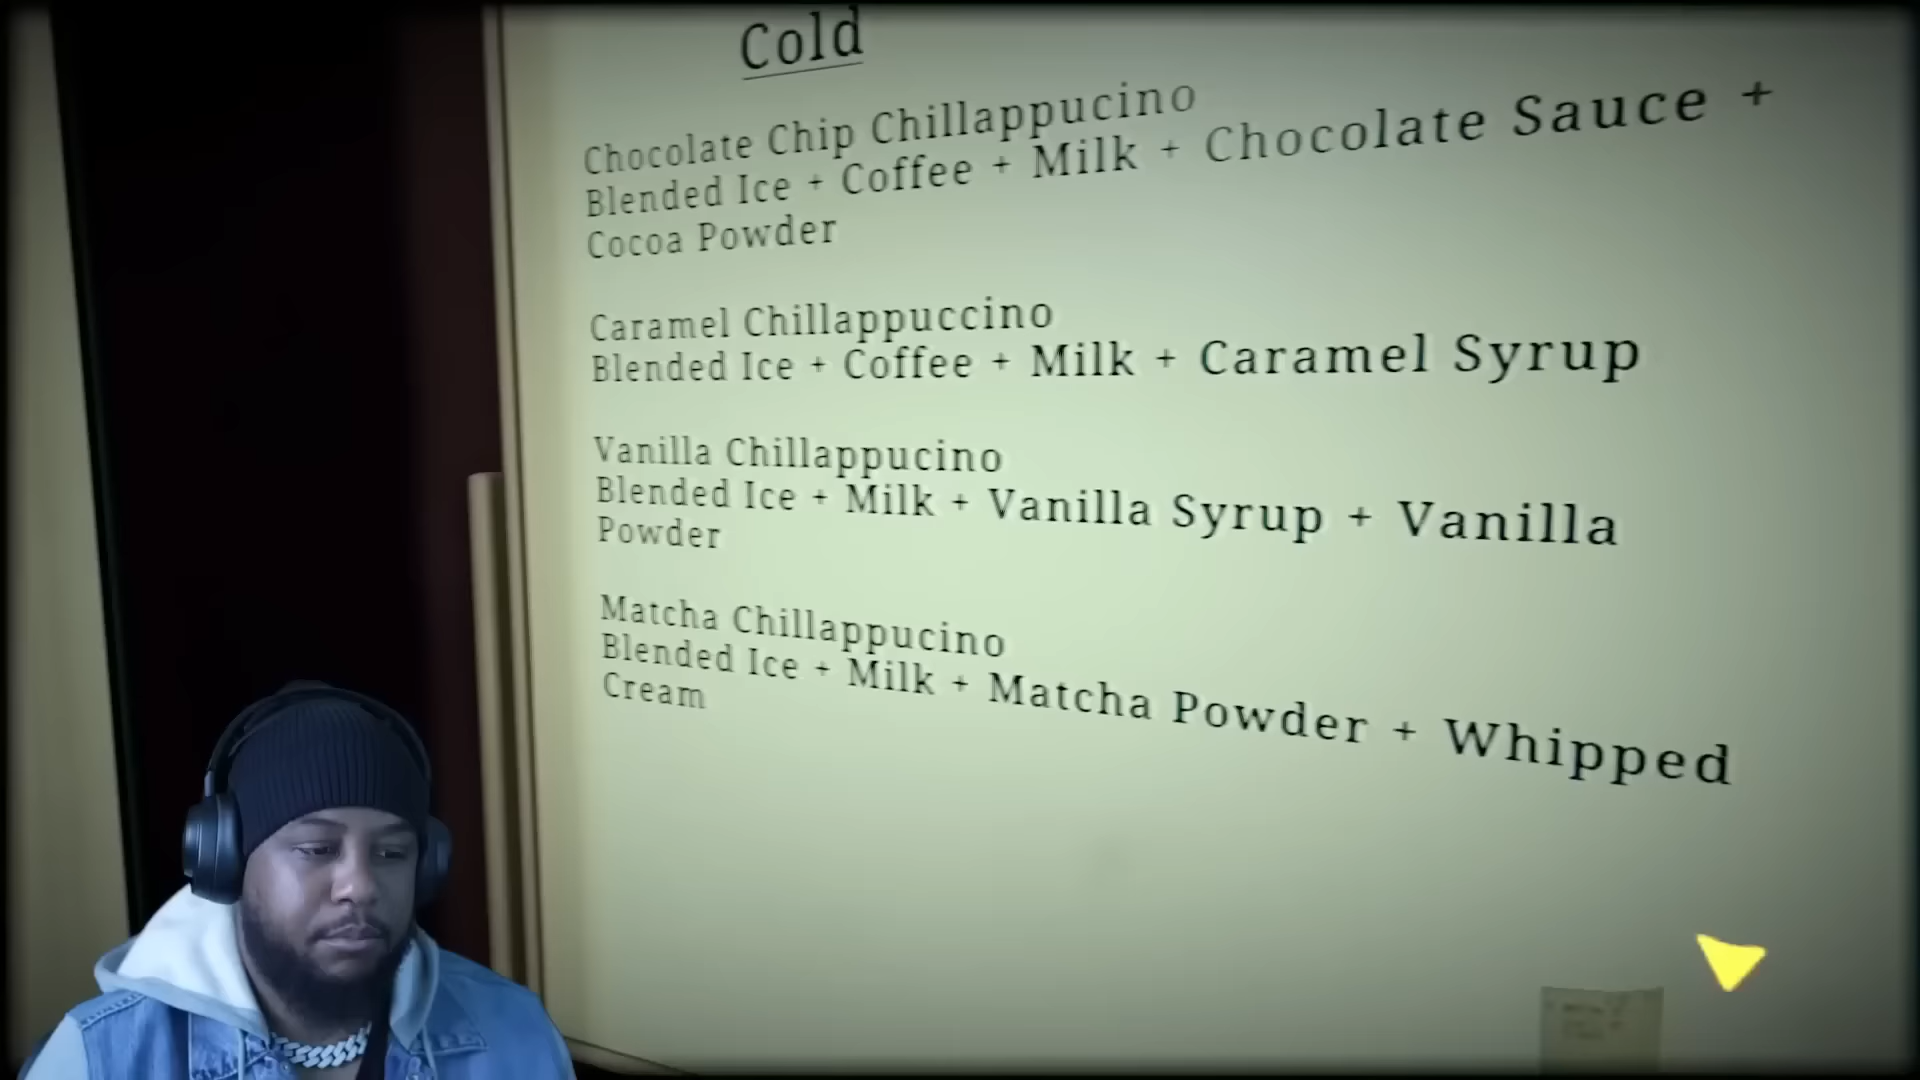 Cold
Chocolate Chip Chillappucino
Blended Ice + Coffee + Milk + Chocolate Sauce +
Cocoa Powder
Caramel Chillappuccino
Blended Ice + Coffee + Milk + Caramel Syrup
Vanilla Chillappucino
Blended Ice + Milk + Vanilla Syrup + Vanilla
Powder
Matcha Chillappucino
Blended Ice + Milk + Matcha Powder + Whipped
Cream